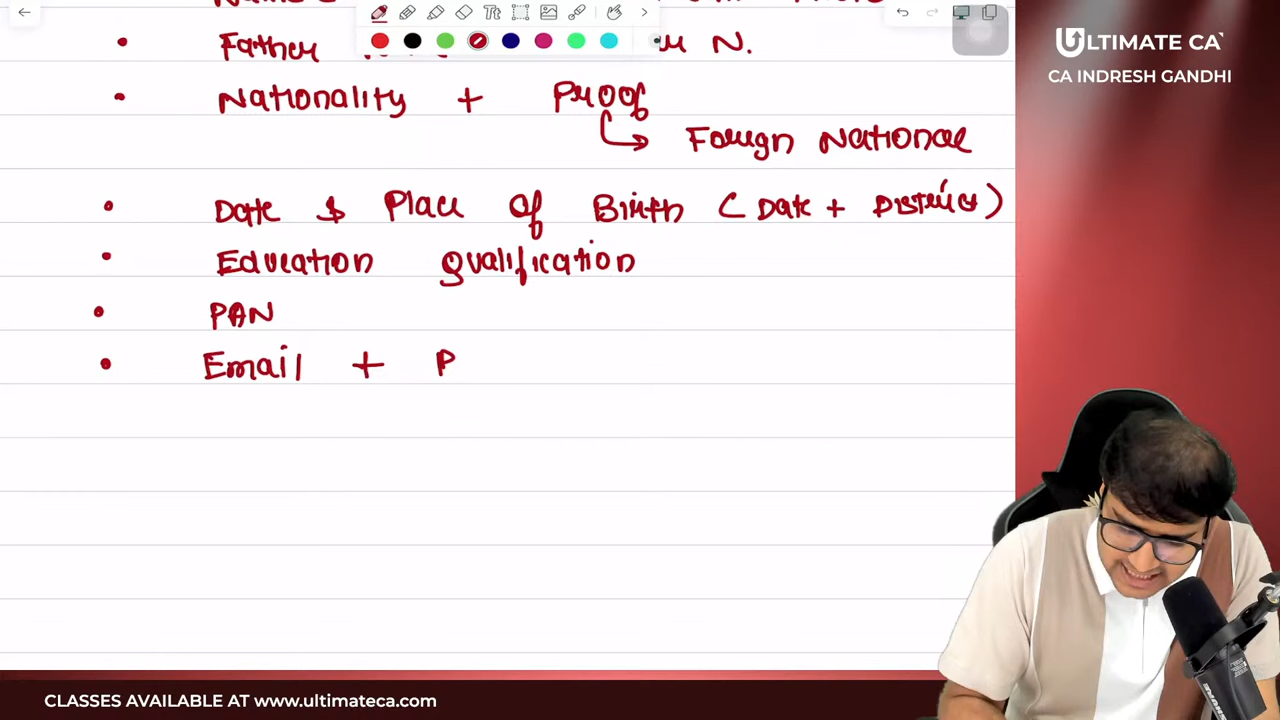 Father N.
Nationality + Proof
Foreign National
Date & Place of Birth (Date + District)
Education qualification
PAN
Email + P
Tt
ULTIMATE CA
CA INDRESH GANDHI
CLASSES AVAILABLE AT www.ultimateca.com